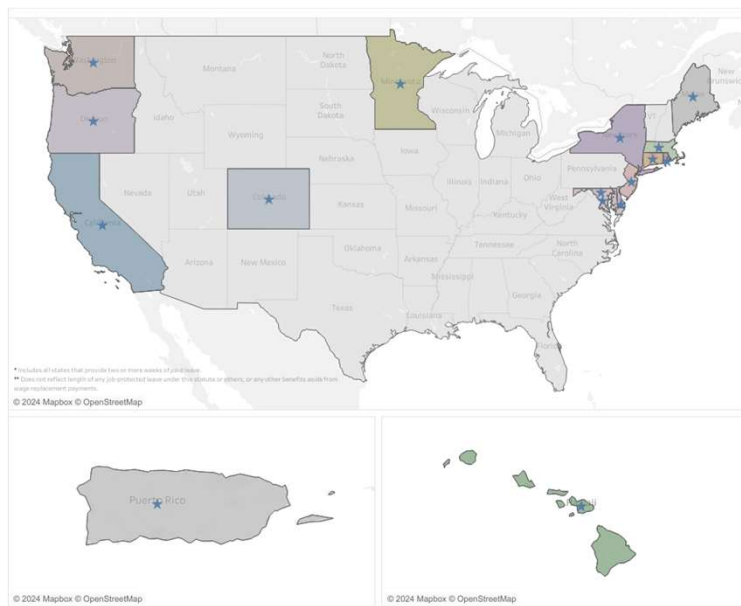 Washington
Montana
North
Dakota
Minnesota
Oregon
Idaho
South
Dakota
Wisconsin
Michigan
VT
New
Brunswick
Wyoming
Iowa
Nebraska
Pennsylvania
Nevada
Utah
Colorado
Illinois
Indiana
Ohio
California
Kansas
Missouri
West
Virginia
Kentucky
Arizona
New Mexico
Oklahoma
Arkansas
Tennessee
North
Carolina
Mississippi
Georgia
Texas
Louisiana
Florida
* Includes all states that provide two or more weeks of paid leave.
** Does not reflect length of any job-protected leave under this statute or others, or any other benefits aside from
wage replacement payments.
© 2024 Mapbox © OpenStreetMap
Puerto Rico
© 2024 Mapbox © OpenStreetMap
© 2024 Mapbox © OpenStreetMap